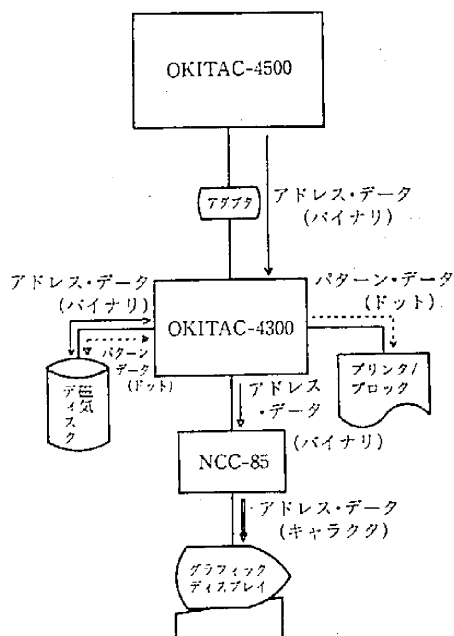 OKITAC-4500
アダプタ
アドレス・データ
(バイナリ)
アドレス・データ
(バイナリ)
パターン・データ
(ドット)
OKITAC-4300
パターン
データ
(ドット)
磁気
ディスク
プリンタ/
プロック
アドレス
・データ
(バイナリ)
NCC-85
アドレス・データ
(キャラクタ)
グラフィック
ディスプレイ